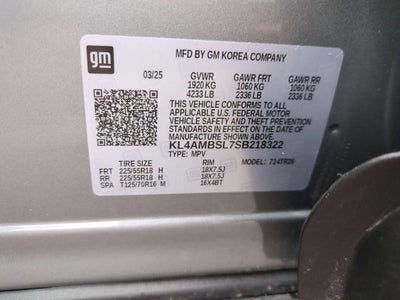 gm
MFD BY GM KOREA COMPANY
03/25 GVWR GAWR FRT GAWR RR
1920 KG 1060 KG 1060 KG
4233 LB 2336 LB 2336 LB
THIS VEHICLE CONFORMS TO ALL
APPLICABLE U.S. FEDERAL MOTOR
VEHICLE SAFETY AND THEFT PREVENTION
STANDARDS IN EFFECT ON THE DATE OF
MANUFACTURE SHOWN ABOVE.
KL4AMBSL7SB218322
TYPE: MPV MODEL: 724TR26
TIRE SIZE RIM
FRT 225/55R18 H 18X7.5J
RR 225/55R18 H 18X7.5J
SPA T125/70R16 M 16X4BT